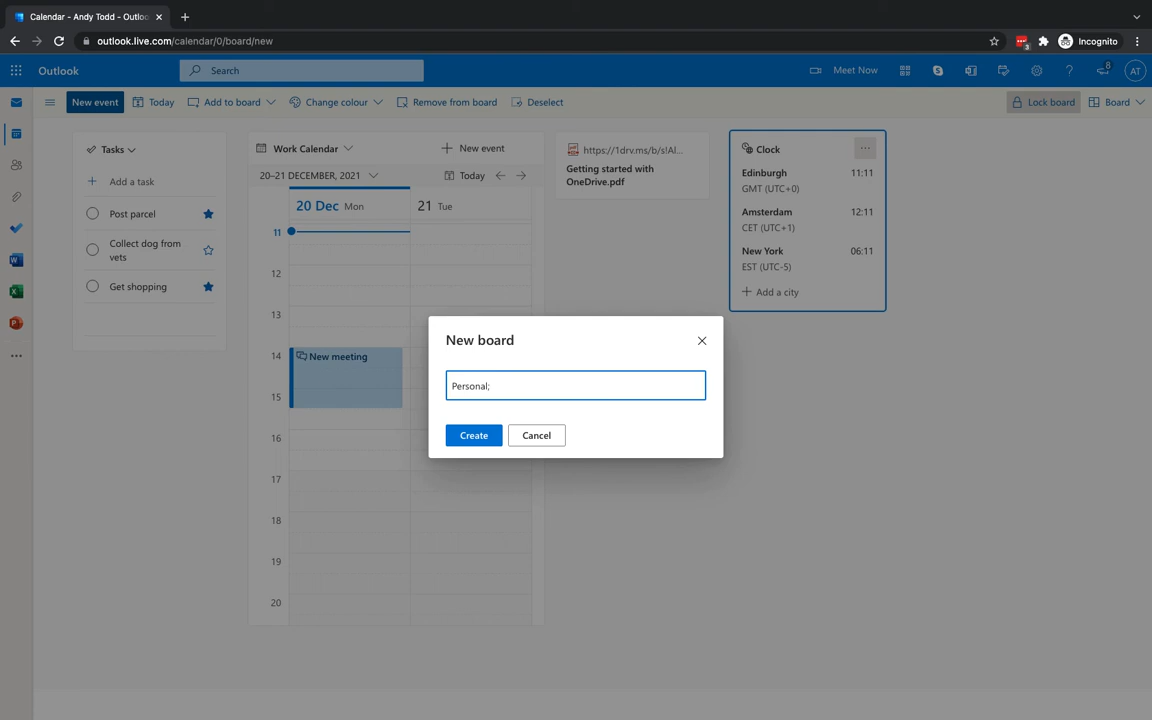 Calendar - Andy Todd - Outloo
outlook.live.com/calendar/0/board/new
3
Incognito
Outlook
Search
Meet Now
8
AT
New event
Today
Add to board
Change colour
Remove from board
Deselect
Lock board
Board
Tasks
Add a task
Post parcel
Collect dog from
vets
Get shopping
Work Calendar
New event
20–21 DECEMBER, 2021
Today
20 Dec Mon
21 Tue
11
12
13
14
New meeting
15
16
17
18
19
20
https://1drv.ms/b/s!Al...
Getting started with
OneDrive.pdf
Clock
Edinburgh 11:11
GMT (UTC+0)
Amsterdam 12:11
CET (UTC+1)
New York 06:11
EST (UTC-5)
Add a city
New board
Personal;
Create
Cancel